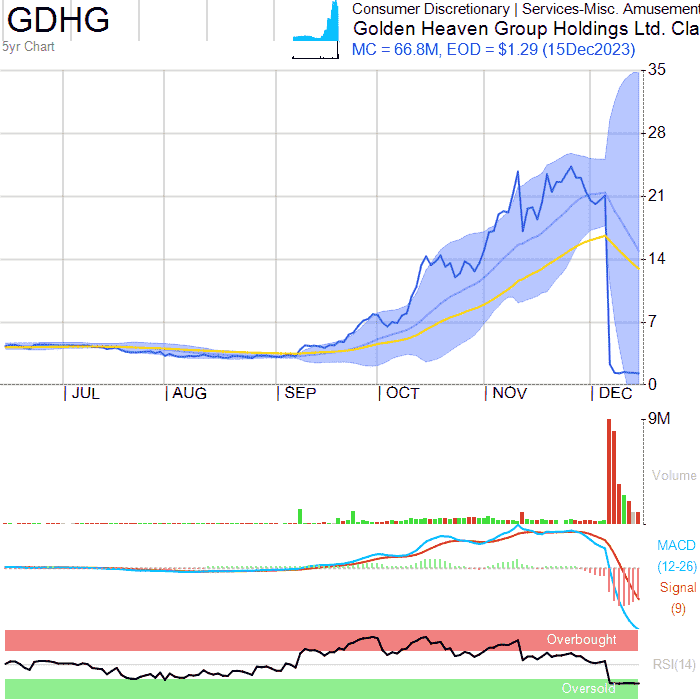 GDHG
5yr Chart
Consumer Discretionary | Services-Misc. Amusement
Golden Heaven Group Holdings Ltd. Cla
MC = 66.8M, EOD = $1.29 (15Dec2023)
35
28
21
14
7
0
JUL AUG SEP OCT NOV DEC
9M
Volume
MACD
(12-26)
Signal
(9)
Overbought
RSI(14)
Oversold